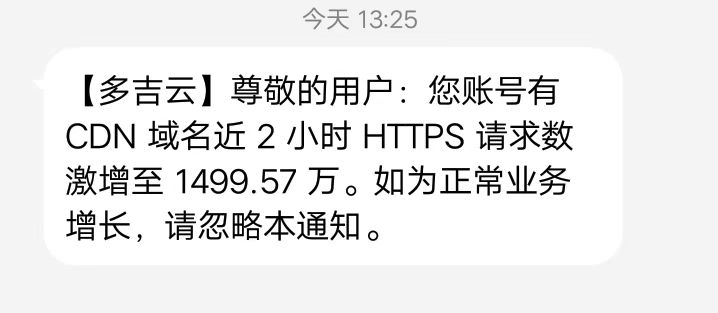 今天 13:25
【多吉云】尊敬的用户：您账号有
CDN 域名近 2 小时 HTTPS 请求数
激增至 1499.57 万。如为正常业务
增长，请忽略本通知。